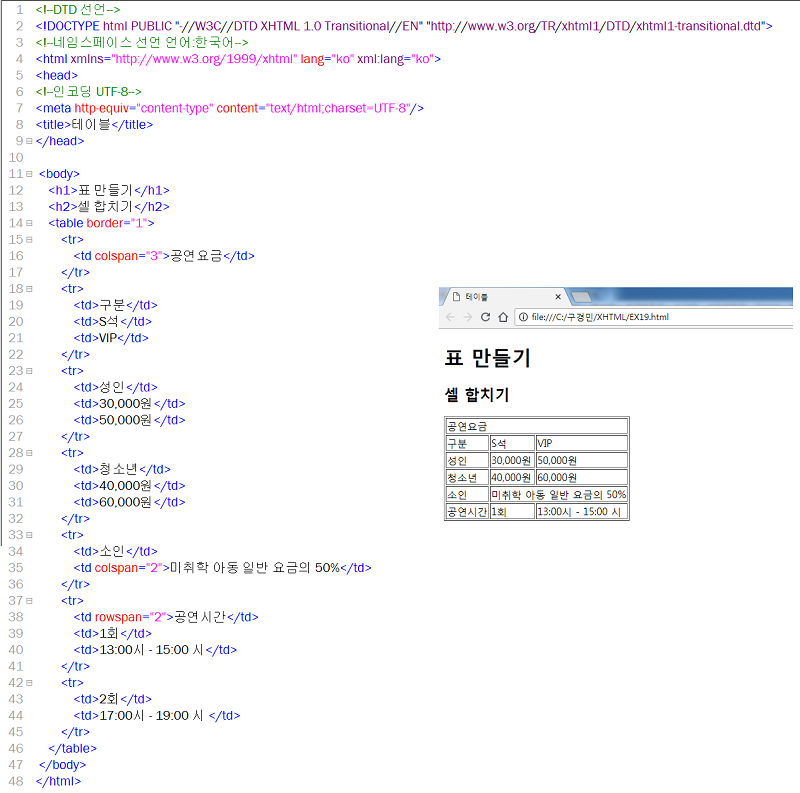 1 <!--DTD 선언-->
2 <!DOCTYPE html PUBLIC "-//W3C//DTD XHTML 1.0 Transitional//EN" "http://www.w3.org/TR/xhtml1/DTD/xhtml1-transitional.dtd">
3 <!--네임스페이스 선언 언어:한국어-->
4 <html xmlns="http://www.w3.org/1999/xhtml" lang="ko" xml:lang="ko">
5 <head>
6 <!--인코딩 UTF-8-->
7 <meta http-equiv="content-type" content="text/html;charset=UTF-8"/>
8 <title>테이블</title>
9 </head>
10
11 <body>
12 <h1>표 만들기</h1>
13 <h2>셀 합치기</h2>
14 <table border="1">
15 <tr>
16 <td colspan="3">공연요금</td>
17 </tr>
18 <tr>
19 <td>구분</td>
20 <td>S석</td>
21 <td>VIP</td>
22 </tr>
23 <tr>
24 <td>성인</td>
25 <td>30,000원</td>
26 <td>50,000원</td>
27 </tr>
28 <tr>
29 <td>청소년</td>
30 <td>40,000원</td>
31 <td>60,000원</td>
32 </tr>
33 <tr>
34 <td>소인</td>
35 <td colspan="2">미취학 아동 일반 요금의 50%</td>
36 </tr>
37 <tr>
38 <td rowspan="2">공연시간</td>
39 <td>1회</td>
40 <td>13:00시 - 15:00 시</td>
41 </tr>
42 <tr>
43 <td>2회</td>
44 <td>17:00시 - 19:00 시 </td>
45 </tr>
46 </table>
47 </body>
48 </html>
테이블
file:///C:/구경민/XHTML/EX19.html
표 만들기
셀 합치기
공연요금
구분 S석 VIP
성인 30,000원 50,000원
청소년 40,000원 60,000원
소인 미취학 아동 일반 요금의 50%
공연시간 1회 13:00시 - 15:00 시